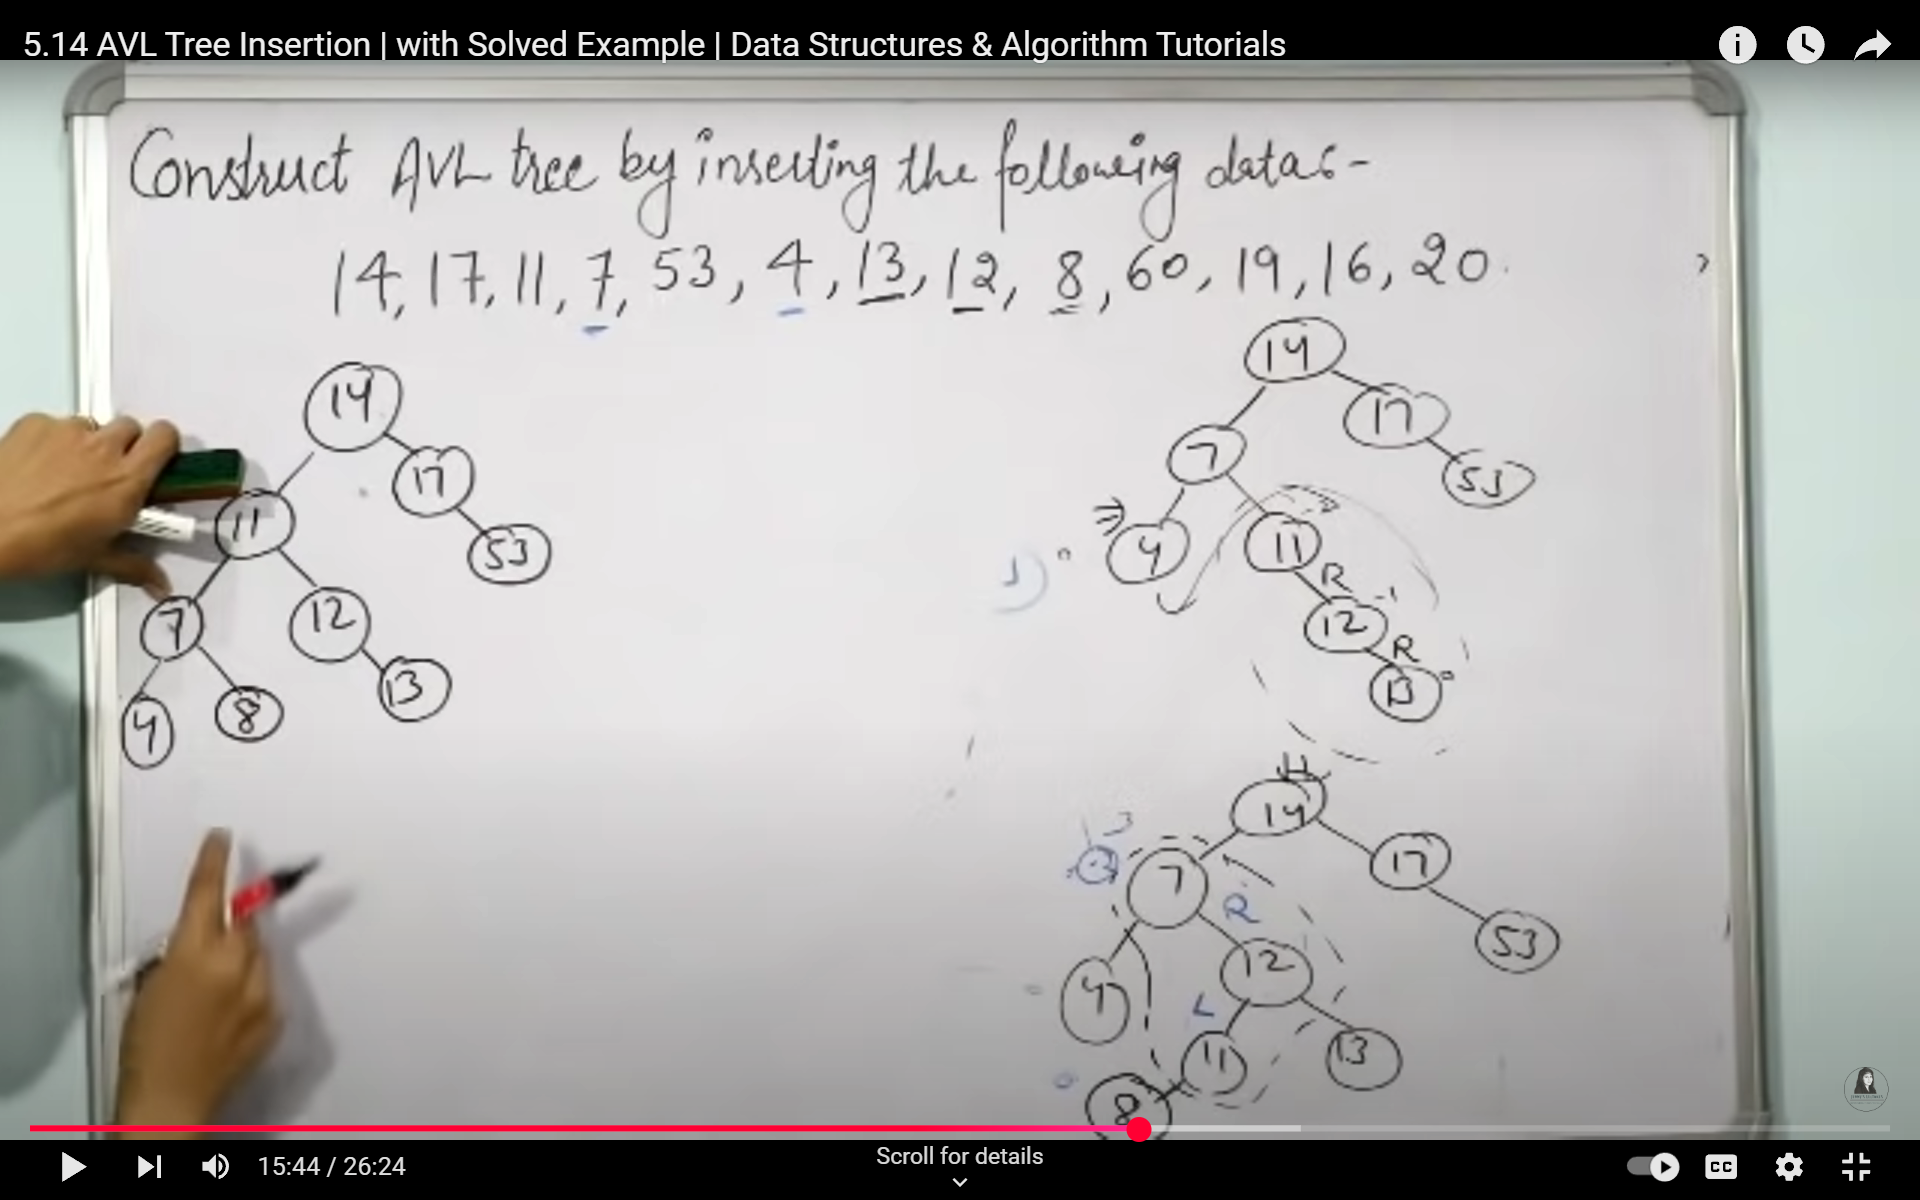 5.14 AVL Tree Insertion | with Solved Example | Data Structures & Algorithm Tutorials
Construct AVL tree by inserting the following data:-
14, 17, 11, 7, 53, 4, 13, 12, 8, 60, 19, 16, 20
14
17
11
53
7
12
13
4
8
14
17
7
53
4
11
R
12
R
13
14
7
17
R
12
53
4
L
11
13
8
15:44 / 26:24
Scroll for details
CC